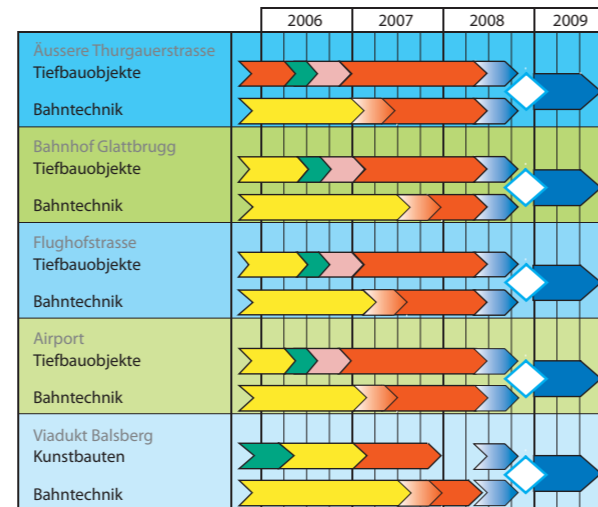 2006 2007 2008 2009
Äussere Thurgauerstrasse
Tiefbauobjekte
Bahntechnik
Bahnhof Glattbrugg
Tiefbauobjekte
Bahntechnik
Flughofstrasse
Tiefbauobjekte
Bahntechnik
Airport
Tiefbauobjekte
Bahntechnik
Viadukt Balsberg
Kunstbauten
Bahntechnik